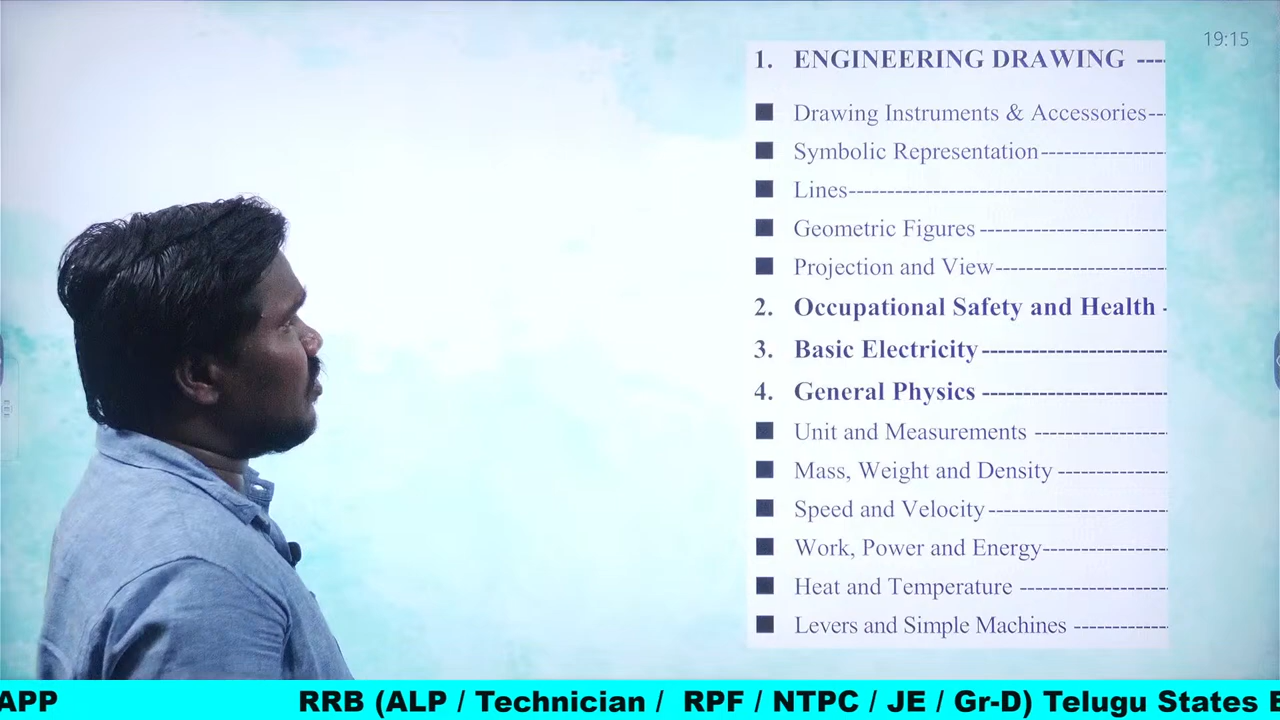 19:15
1. ENGINEERING DRAWING ----
■ Drawing Instruments & Accessories--
■ Symbolic Representation-----------------
■ Lines------------------------------------------
■ Geometric Figures -------------------------
■ Projection and View-----------------------
2. Occupational Safety and Health -
3. Basic Electricity-------------------------
4. General Physics -------------------------
■ Unit and Measurements ------------------
■ Mass, Weight and Density ---------------
■ Speed and Velocity------------------------
■ Work, Power and Energy-----------------
■ Heat and Temperature --------------------
■ Levers and Simple Machines -------------
APP RRB (ALP / Technician / RPF / NTPC / JE / Gr-D) Telugu States